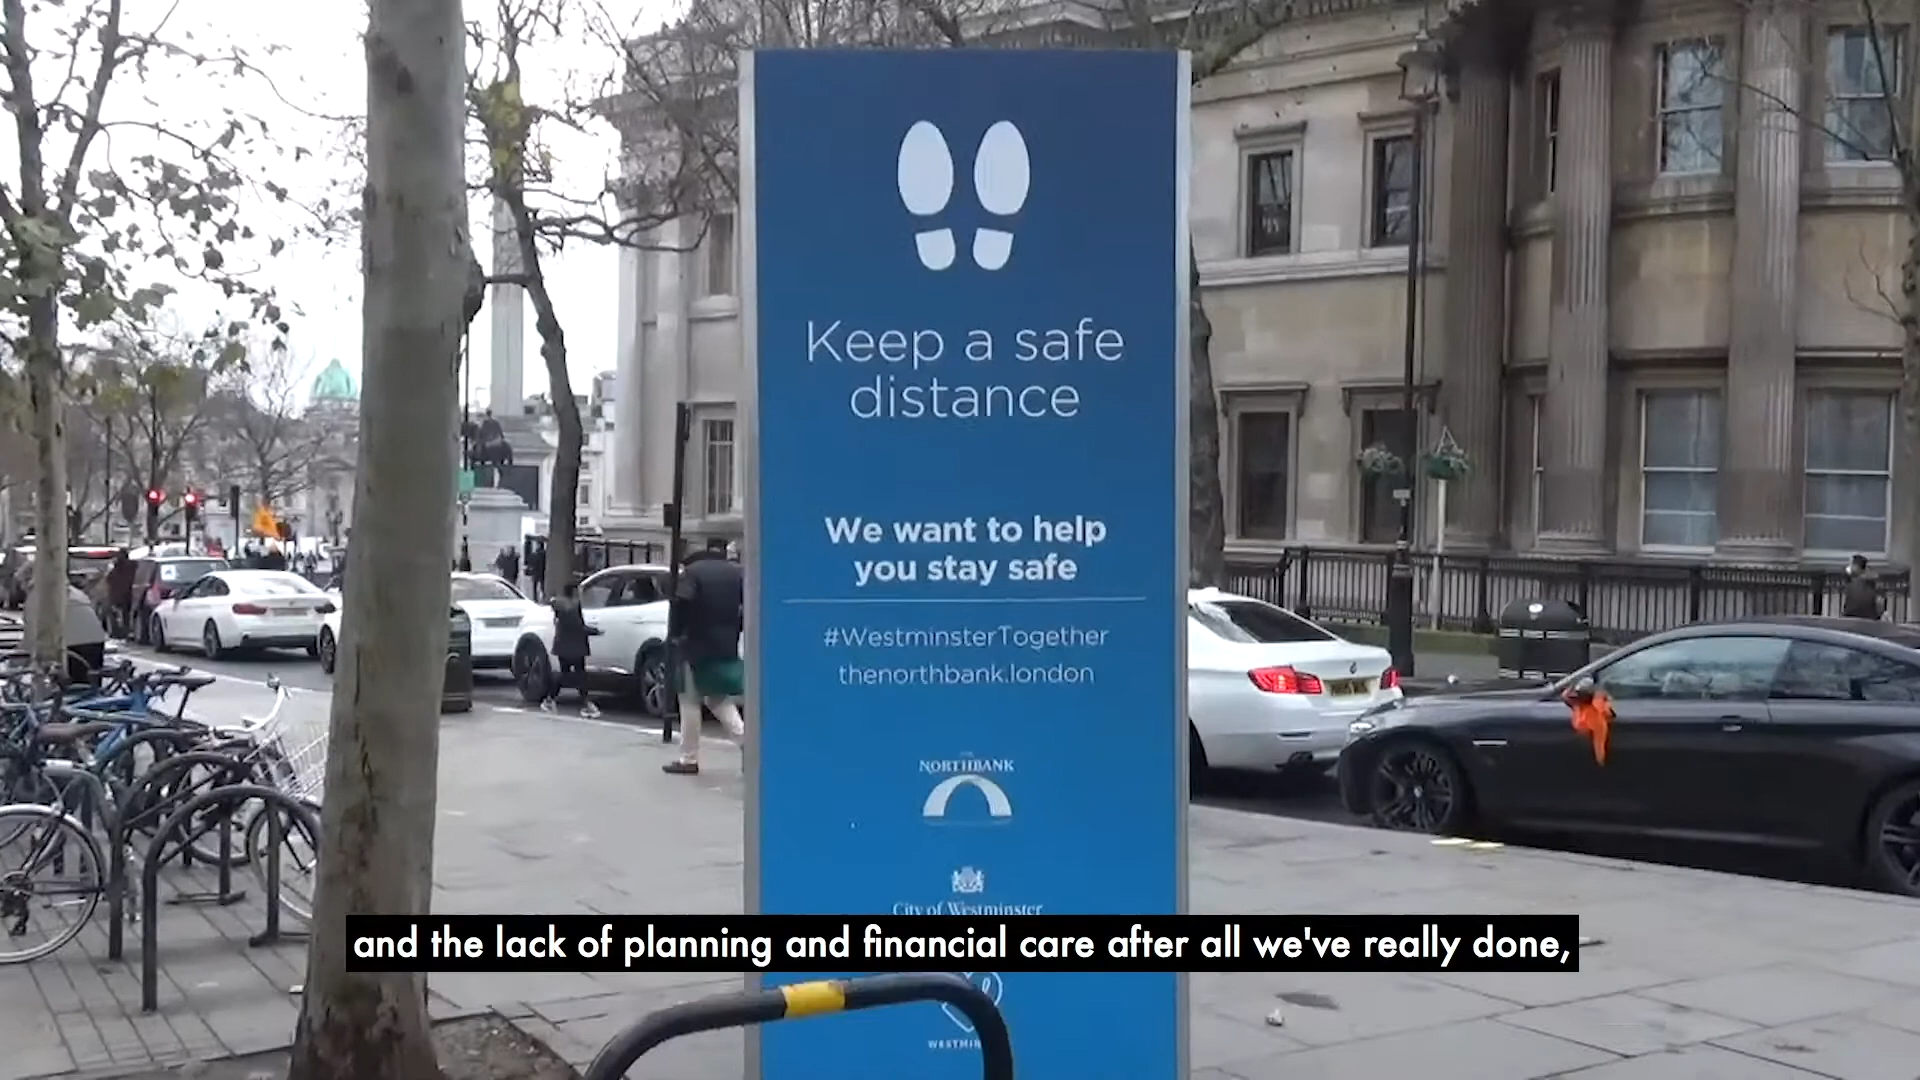 Keep a safe
distance
We want to help
you stay safe
#WestminsterTogether
thenorthbank.london
NORTHBANK
City of Westminster
and the lack of planning and financial care after all we've really done,